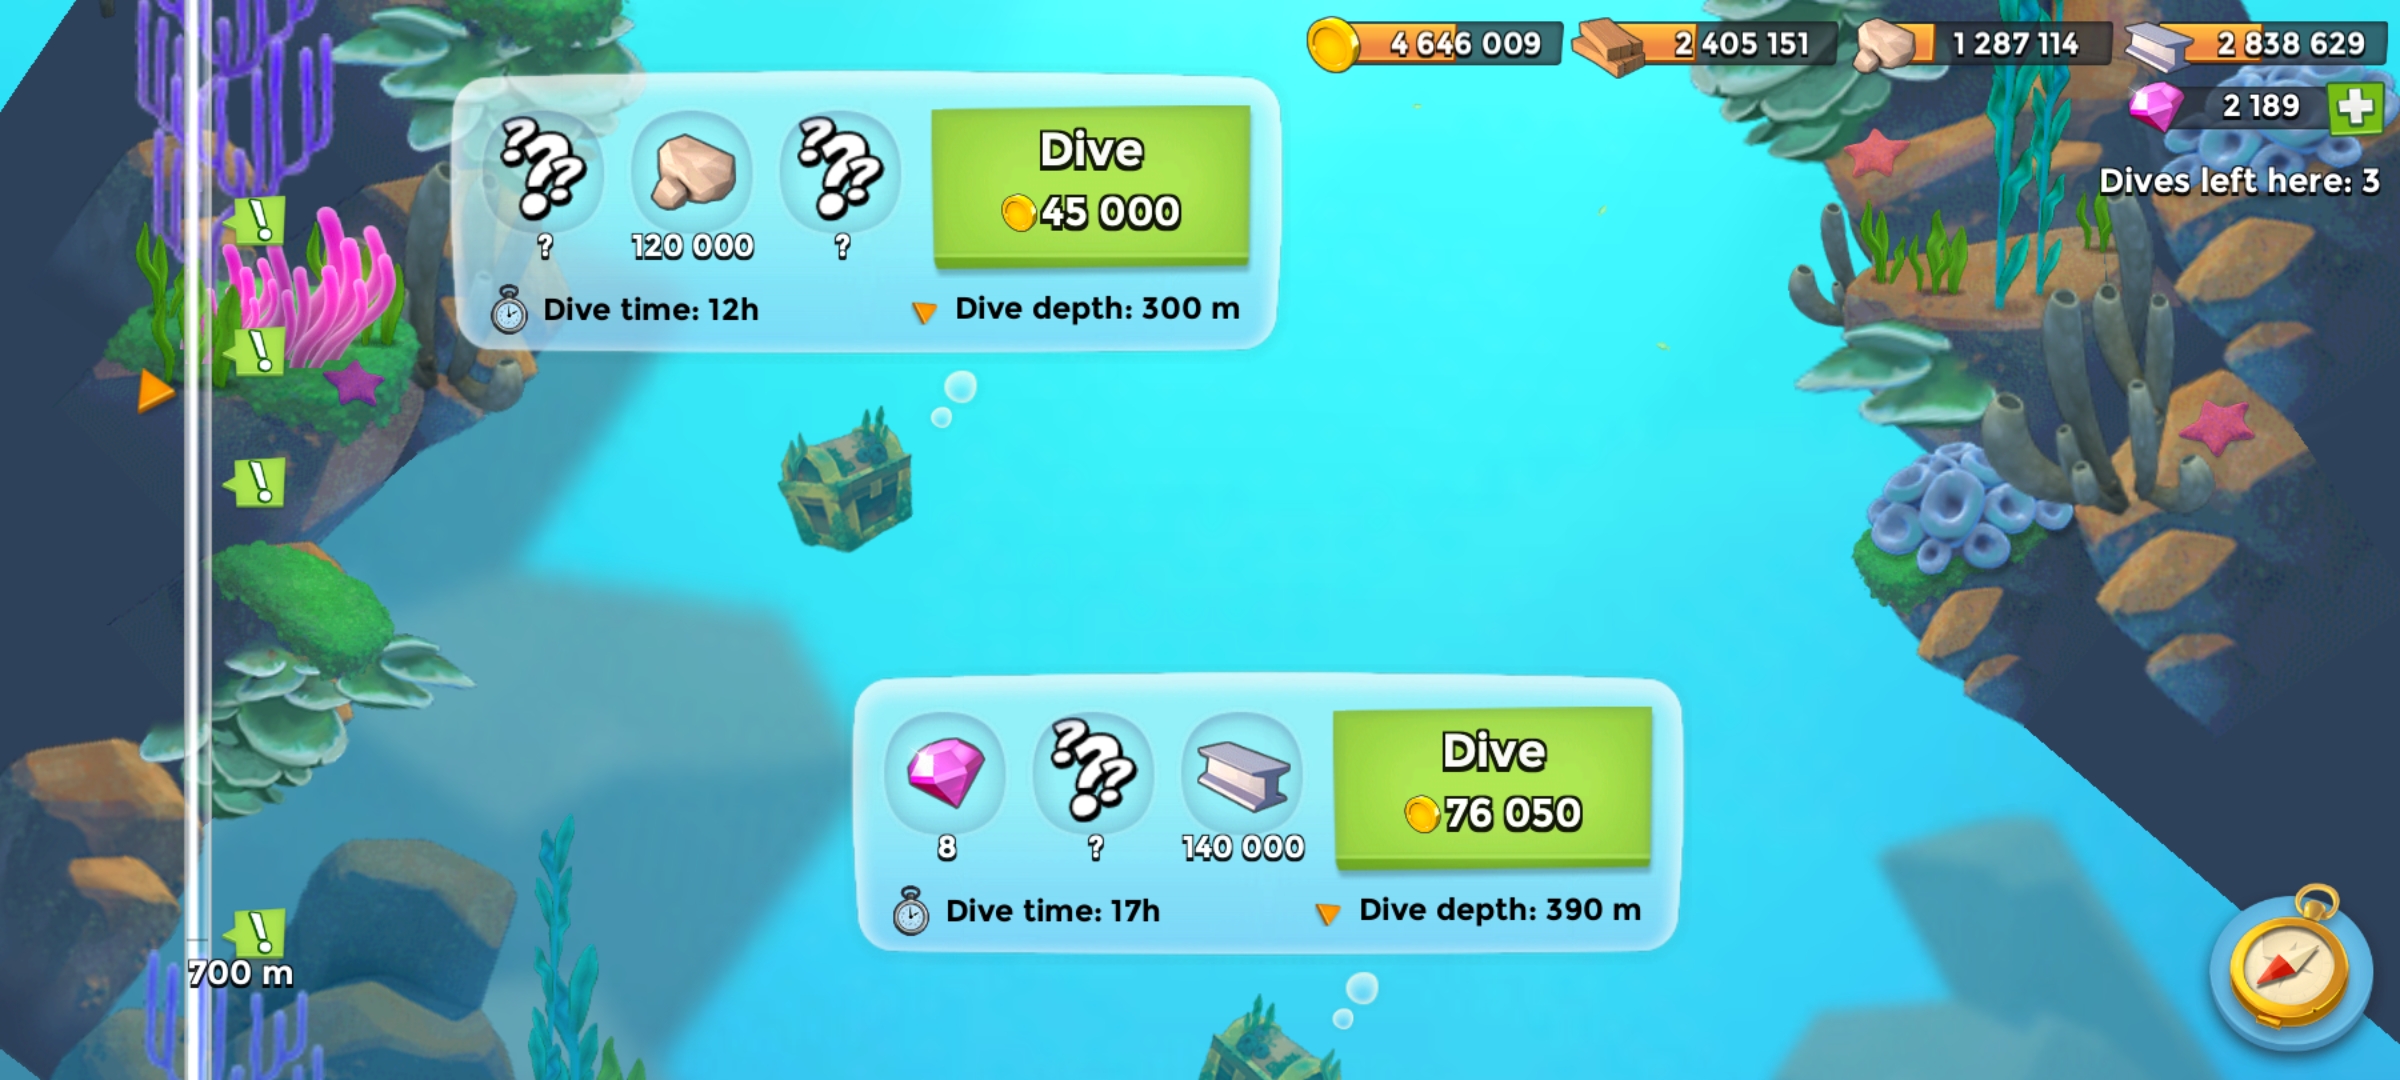 4 646 009
2 405 151
1 287 114
2 838 629
2 189
Dives left here: 3
???
?
120 000
???
?
Dive
45 000
Dive time: 12h
Dive depth: 300 m
!
!
!
8
???
?
140 000
Dive
76 050
Dive time: 17h
Dive depth: 390 m
!
700 m